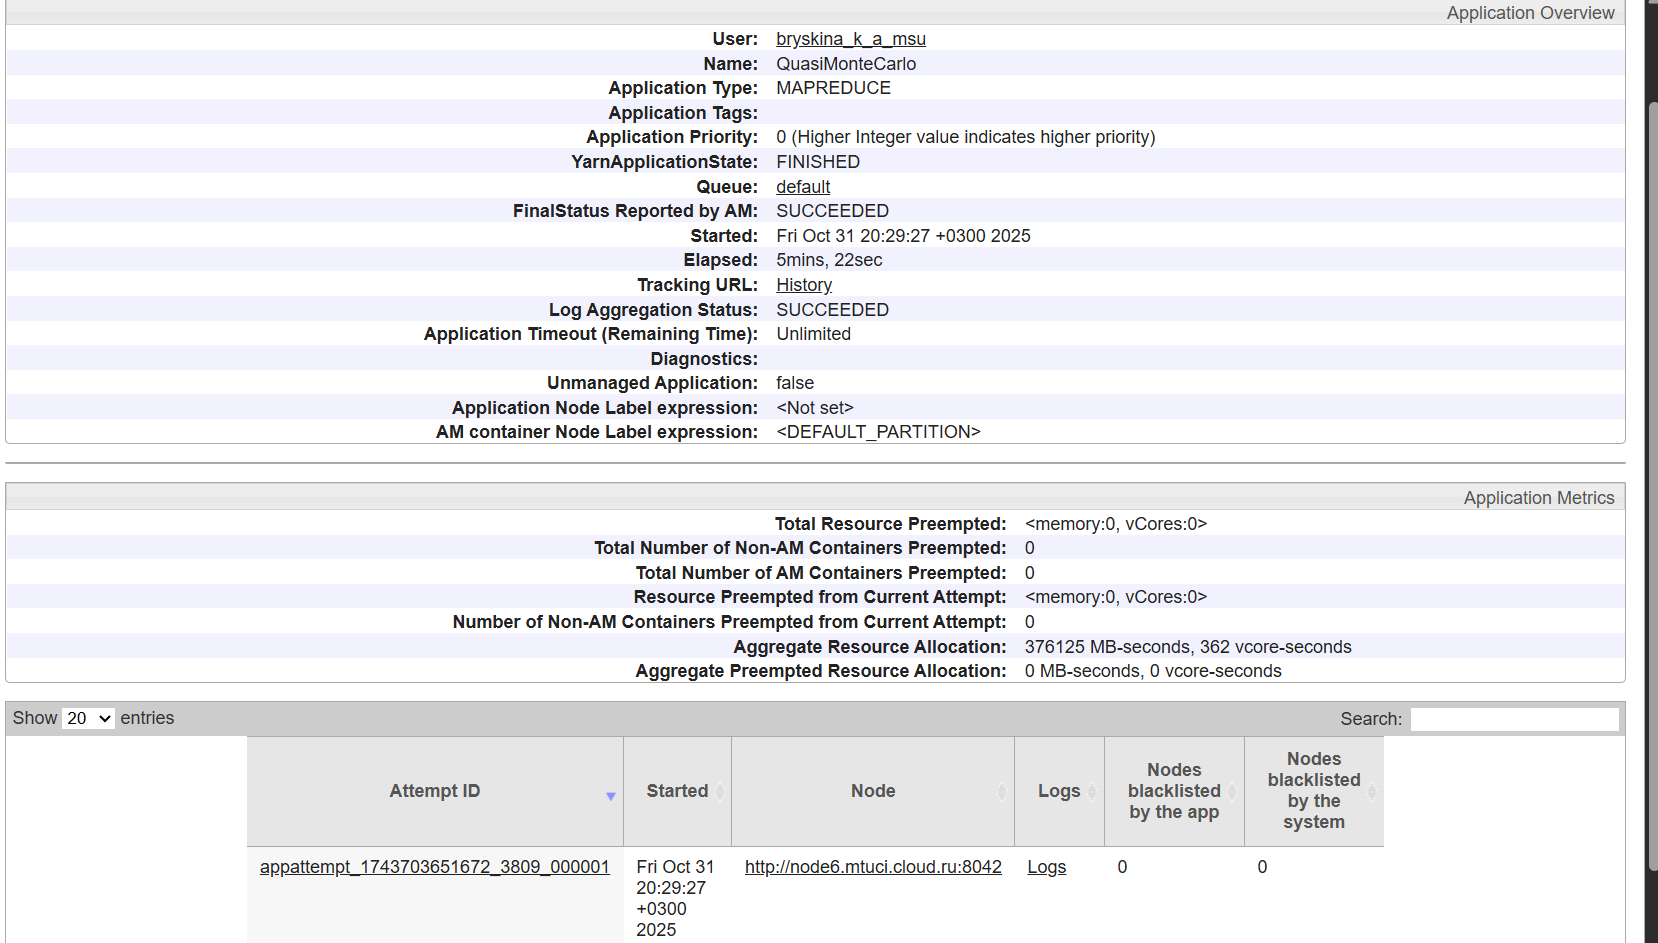 Application Overview
User: bryskina_k_a_msu
Name: QuasiMonteCarlo
Application Type: MAPREDUCE
Application Tags:
Application Priority: 0 (Higher Integer value indicates higher priority)
YarnApplicationState: FINISHED
Queue: default
FinalStatus Reported by AM: SUCCEEDED
Started: Fri Oct 31 20:29:27 +0300 2025
Elapsed: 5mins, 22sec
Tracking URL: History
Log Aggregation Status: SUCCEEDED
Application Timeout (Remaining Time): Unlimited
Diagnostics:
Unmanaged Application: false
Application Node Label expression: <Not set>
AM container Node Label expression: <DEFAULT_PARTITION>
Application Metrics
Total Resource Preempted: <memory:0, vCores:0>
Total Number of Non-AM Containers Preempted: 0
Total Number of AM Containers Preempted: 0
Resource Preempted from Current Attempt: <memory:0, vCores:0>
Number of Non-AM Containers Preempted from Current Attempt: 0
Aggregate Resource Allocation: 376125 MB-seconds, 362 vcore-seconds
Aggregate Preempted Resource Allocation: 0 MB-seconds, 0 vcore-seconds
Show 20 entries Search:
Attempt ID
Started
Node
Logs
Nodes
blacklisted
by the app
Nodes
blacklisted
by the
system
appattempt_1743703651672_3809_000001
Fri Oct 31
20:29:27
+0300
2025
http://node6.mtuci.cloud.ru:8042
Logs
0
0